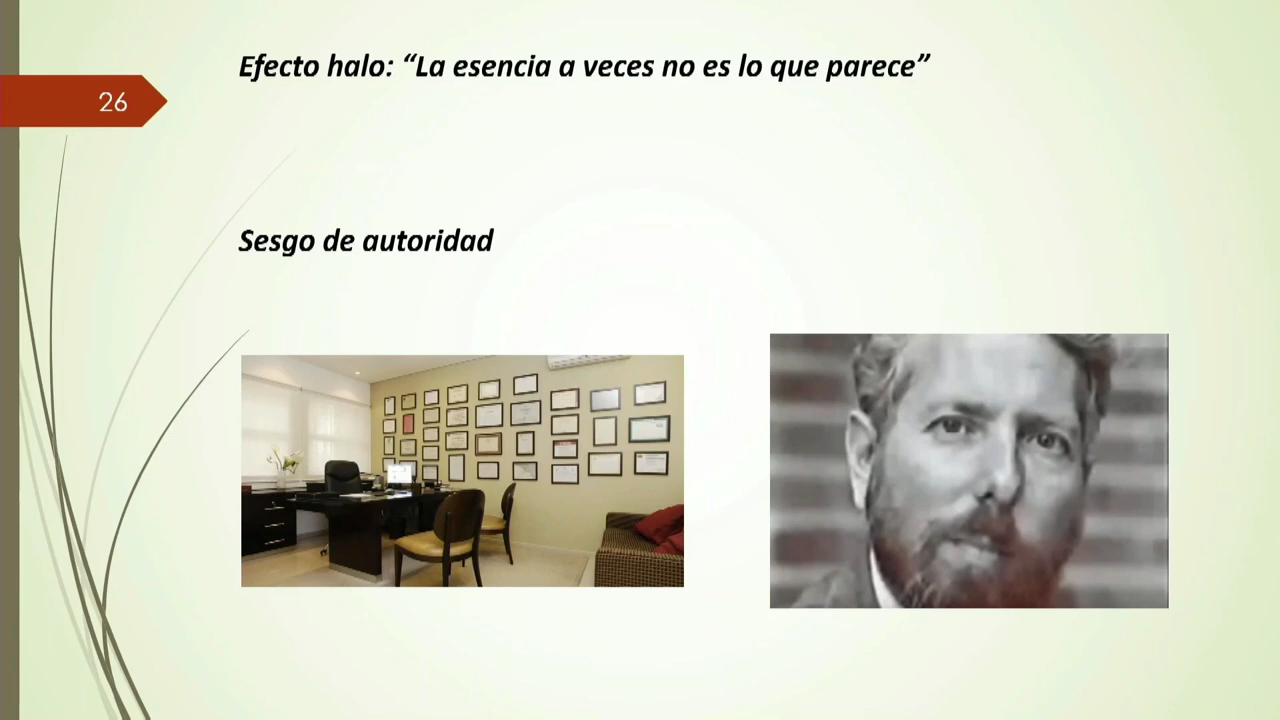 Efecto halo: “La esencia a veces no es lo que parece”
26
Sesgo de autoridad